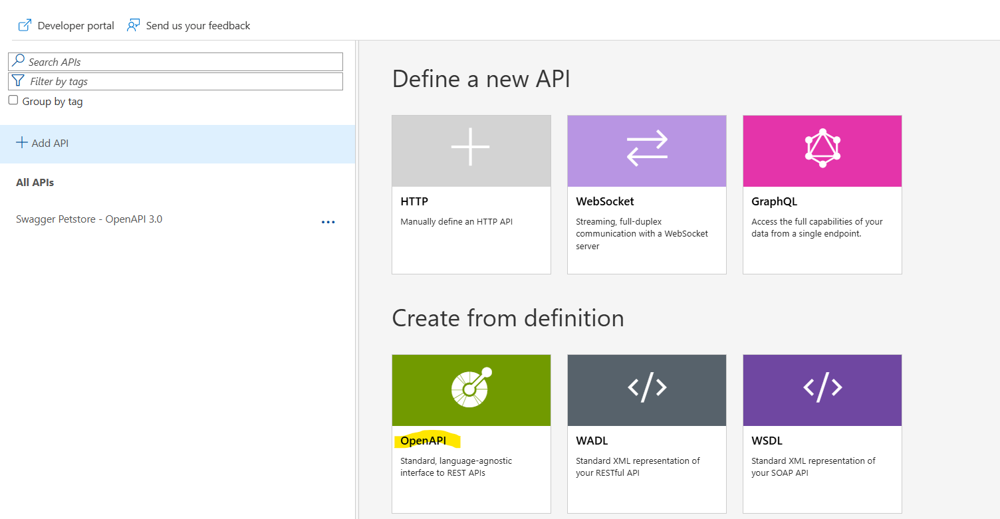 Developer portal
Send us your feedback
Search APIs
Filter by tags
Group by tag
Add API
All APIs
Swagger Petstore - OpenAPI 3.0
Define a new API
HTTP
Manually define an HTTP API
WebSocket
Streaming, full-duplex
communication with a WebSocket
server
GraphQL
Access the full capabilities of your
data from a single endpoint.
Create from definition
OpenAPI
Standard, language-agnostic
interface to REST APIs
WADL
Standard XML representation of
your RESTful API
WSDL
Standard XML representation of
your SOAP API